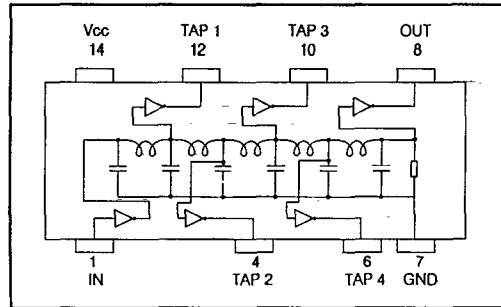 Vcc TAP 1 TAP 3 OUT
14 12 10 8
1 4 6 7
IN TAP 2 TAP 4 GND